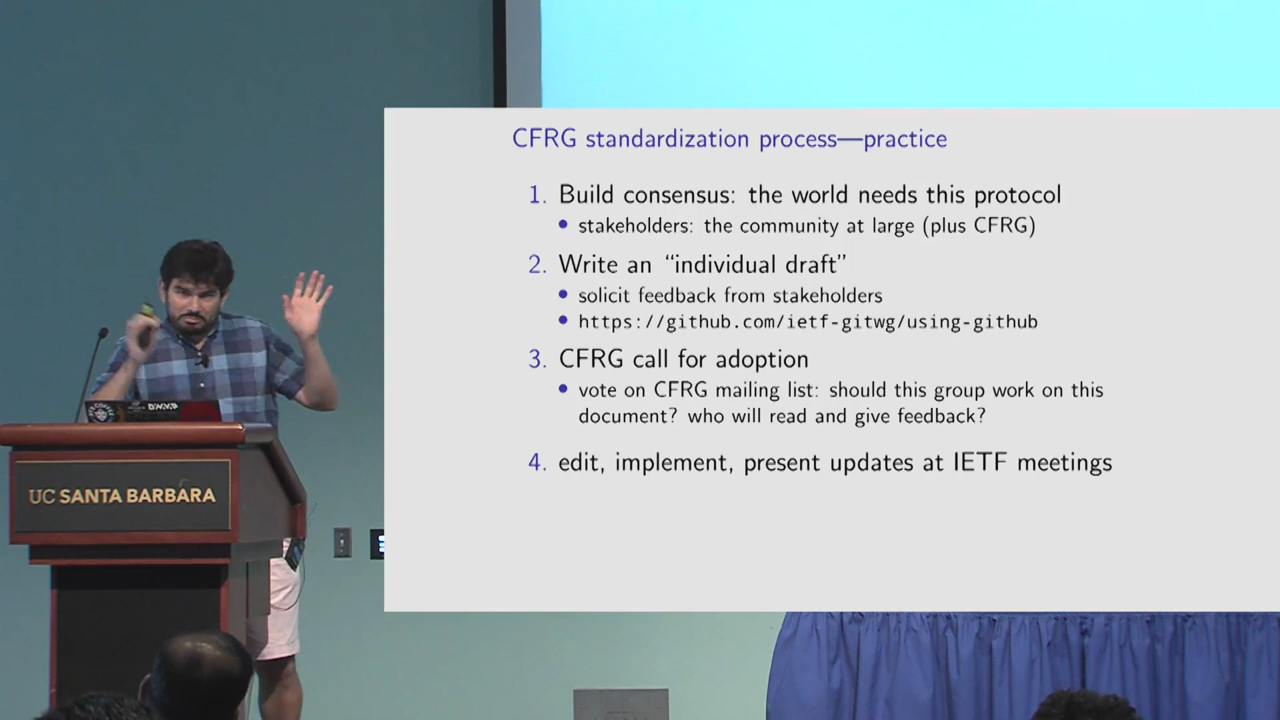 CFRG standardization process—practice
1. Build consensus: the world needs this protocol
• stakeholders: the community at large (plus CFRG)
2. Write an “individual draft”
• solicit feedback from stakeholders
• https://github.com/ietf-gitwg/using-github
3. CFRG call for adoption
• vote on CFRG mailing list: should this group work on this
document? who will read and give feedback?
4. edit, implement, present updates at IETF meetings
UC SANTA BARBARA